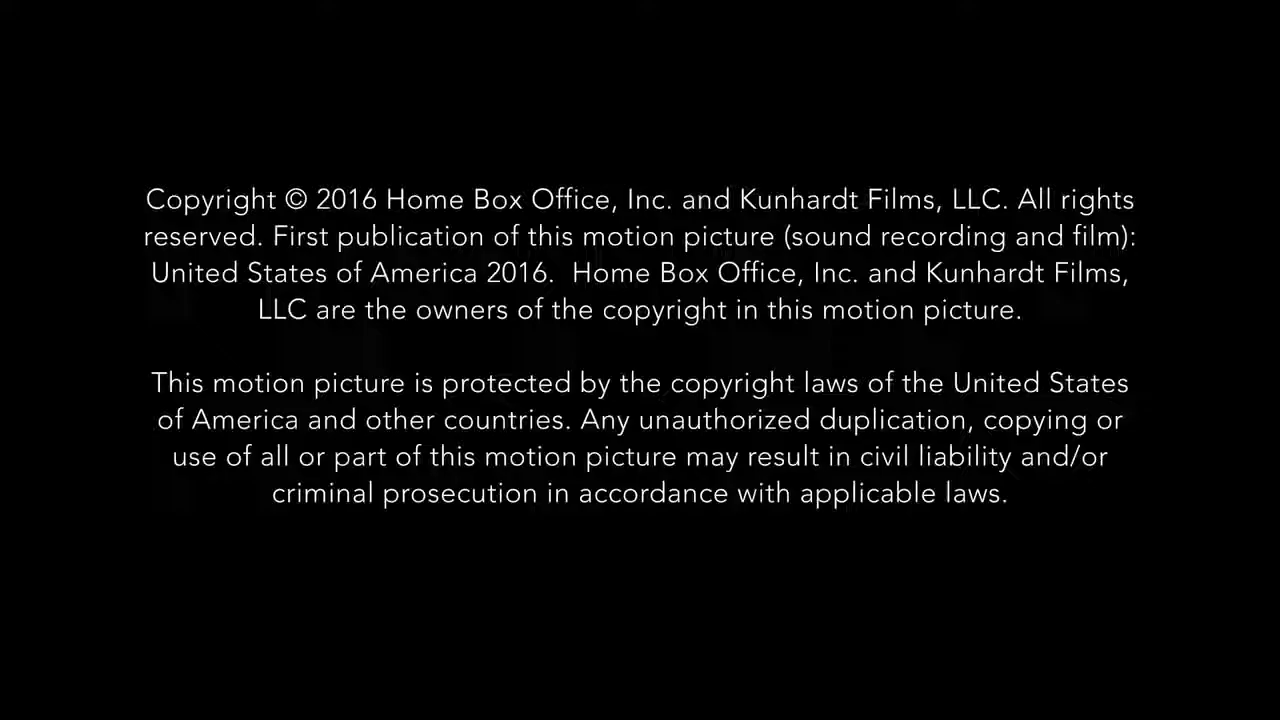 Copyright © 2016 Home Box Office, Inc. and Kunhardt Films, LLC. All rights
reserved. First publication of this motion picture (sound recording and film):
United States of America 2016.  Home Box Office, Inc. and Kunhardt Films,
LLC are the owners of the copyright in this motion picture.
This motion picture is protected by the copyright laws of the United States
of America and other countries. Any unauthorized duplication, copying or
use of all or part of this motion picture may result in civil liability and/or
criminal prosecution in accordance with applicable laws.